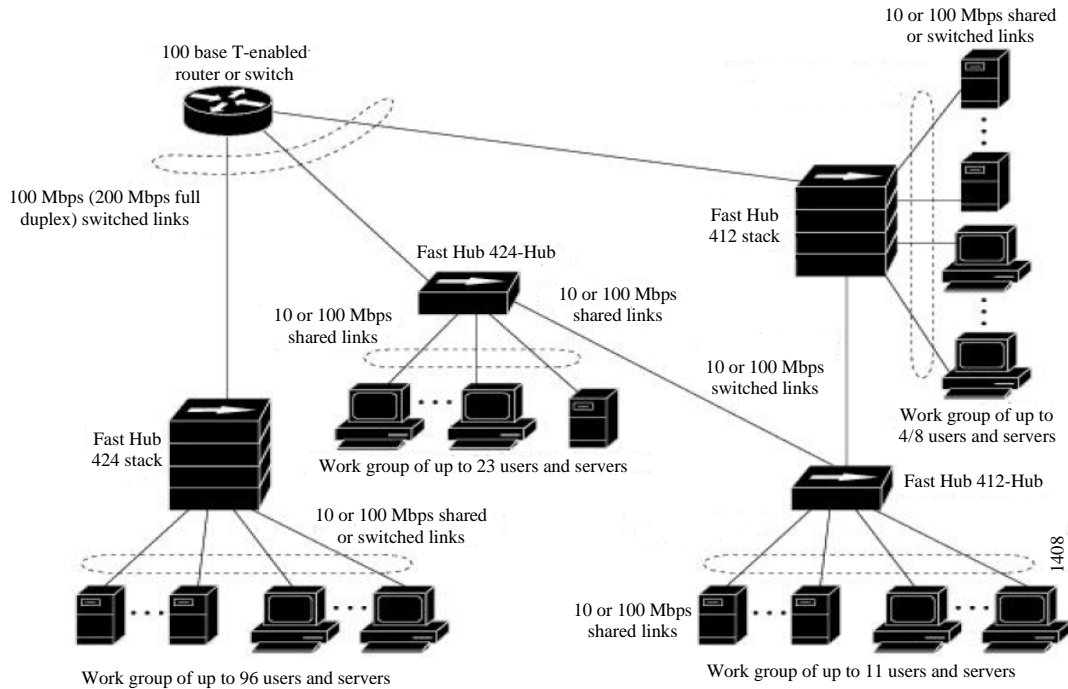 10 or 100 Mbps shared
or switched links
100 base T-enabled
router or switch
100 Mbps (200 Mbps full
duplex) switched links
Fast Hub
412 stack
Fast Hub 424-Hub
10 or 100 Mbps
shared links
10 or 100 Mbps
shared links
10 or 100 Mbps
switched links
Work group of up to
4/8 users and servers
Fast Hub
424 stack
Work group of up to 23 users and servers
Fast Hub 412-Hub
10 or 100 Mbps shared
or switched links
1408
10 or 100 Mbps
shared links
Work group of up to 96 users and servers
Work group of up to 11 users and servers